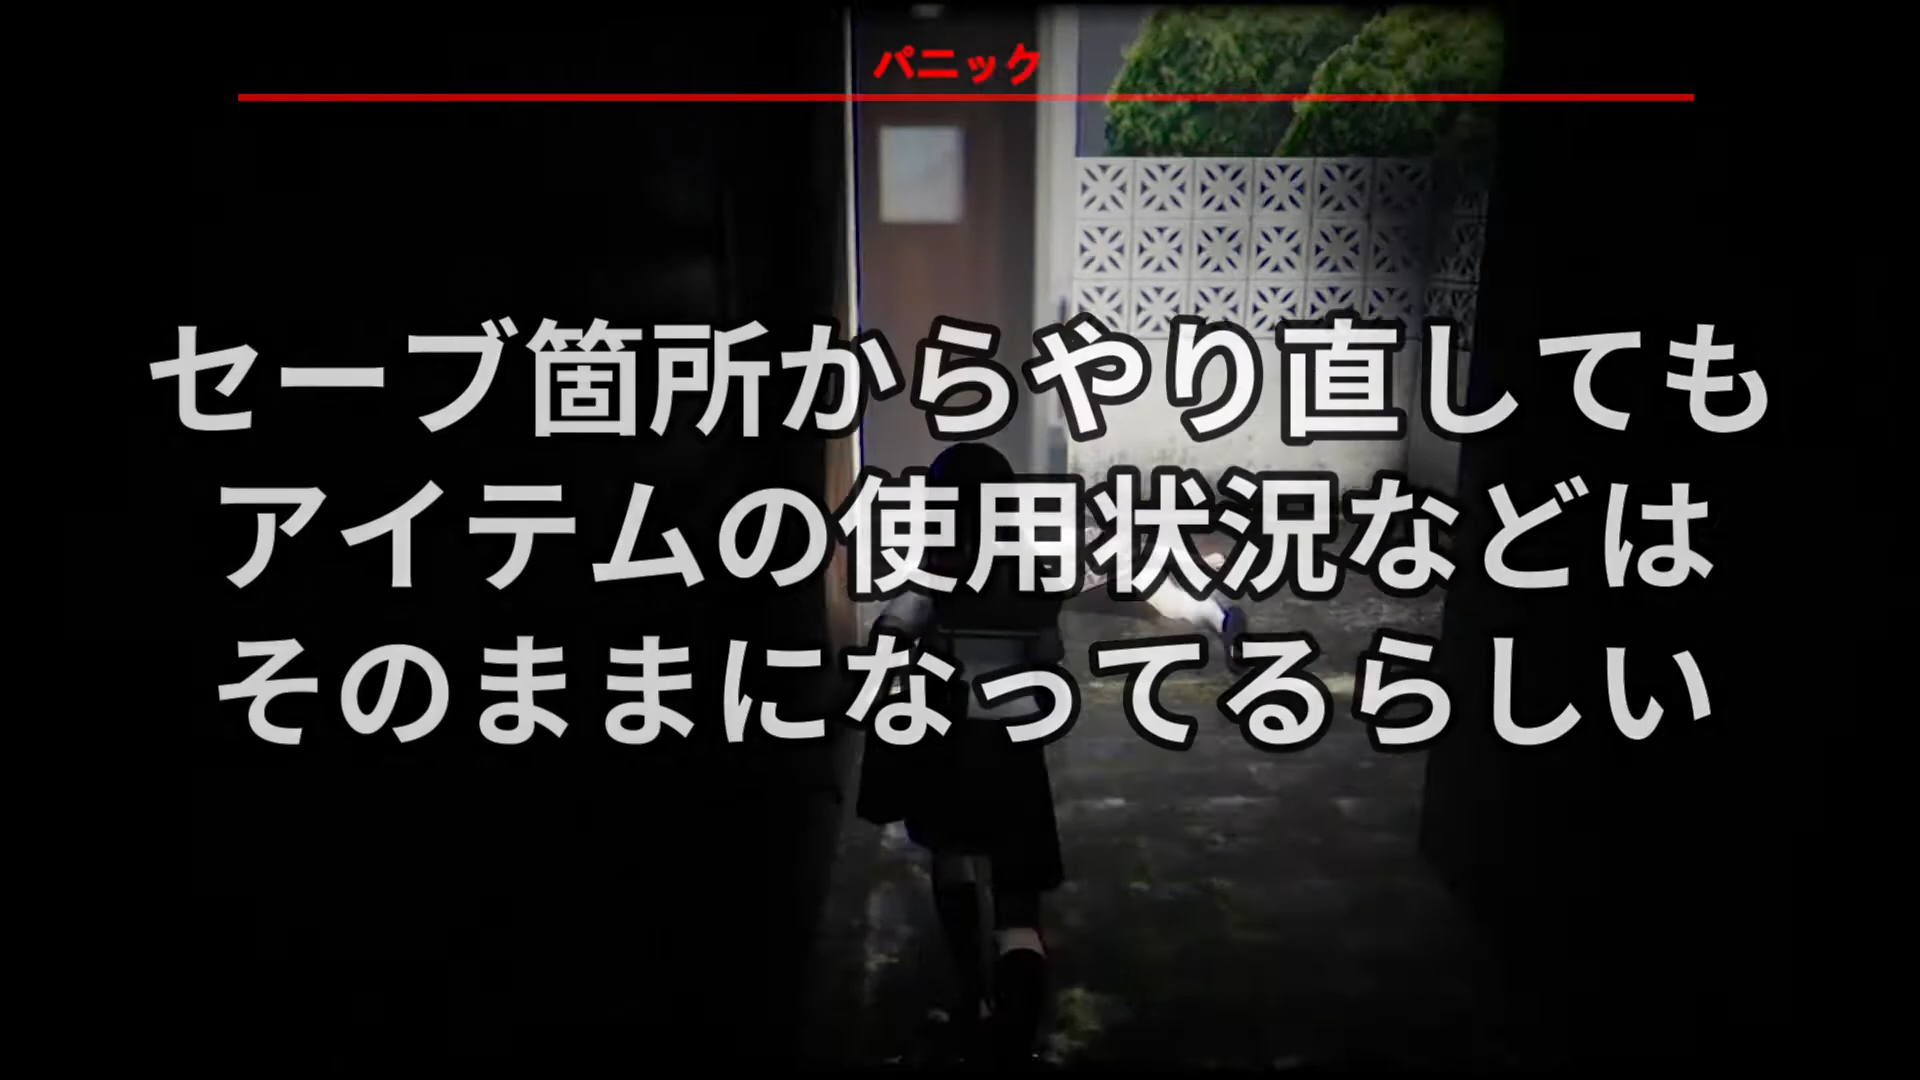 パニック
セーブ箇所からやり直しても
アイテムの使用状況などは
そのままになってるらしい